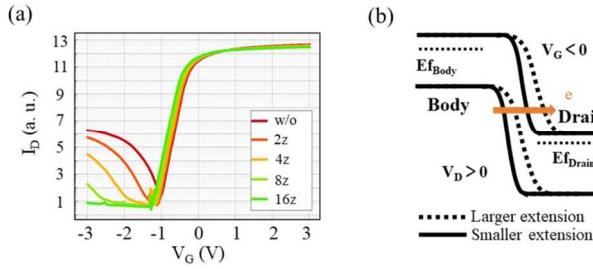 (a)
13
11
9
7
5
3
1
I_D (a. u.)
w/o
2z
4z
8z
16z
-3 -2 -1 0 1 2 3
V_G (V)
(b)
V_G<0
Ef_Body
e
Body
Drai
Ef_Drain
V_D>0
Larger extension
Smaller extension